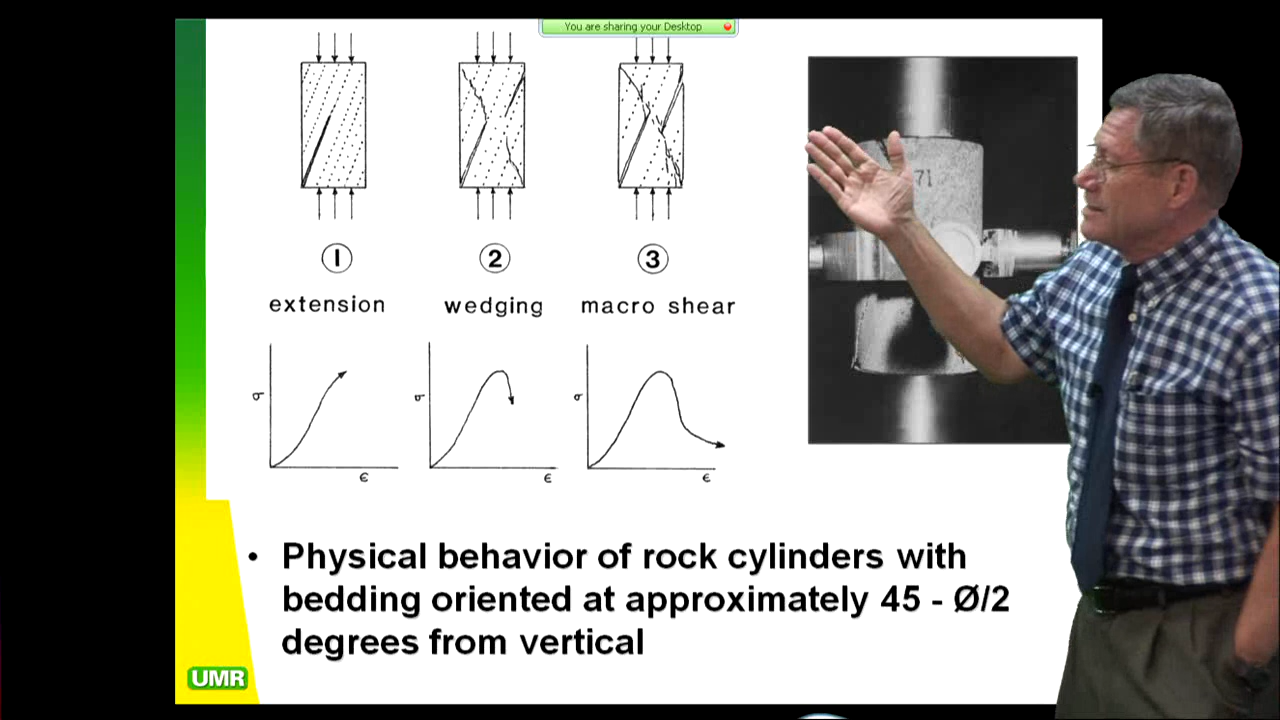 You are sharing your Desktop
71
1 2 3
extension wedging macro shear
σ σ σ
ϵ ϵ ϵ
• Physical behavior of rock cylinders with
bedding oriented at approximately 45 - Ø/2
degrees from vertical
UMR